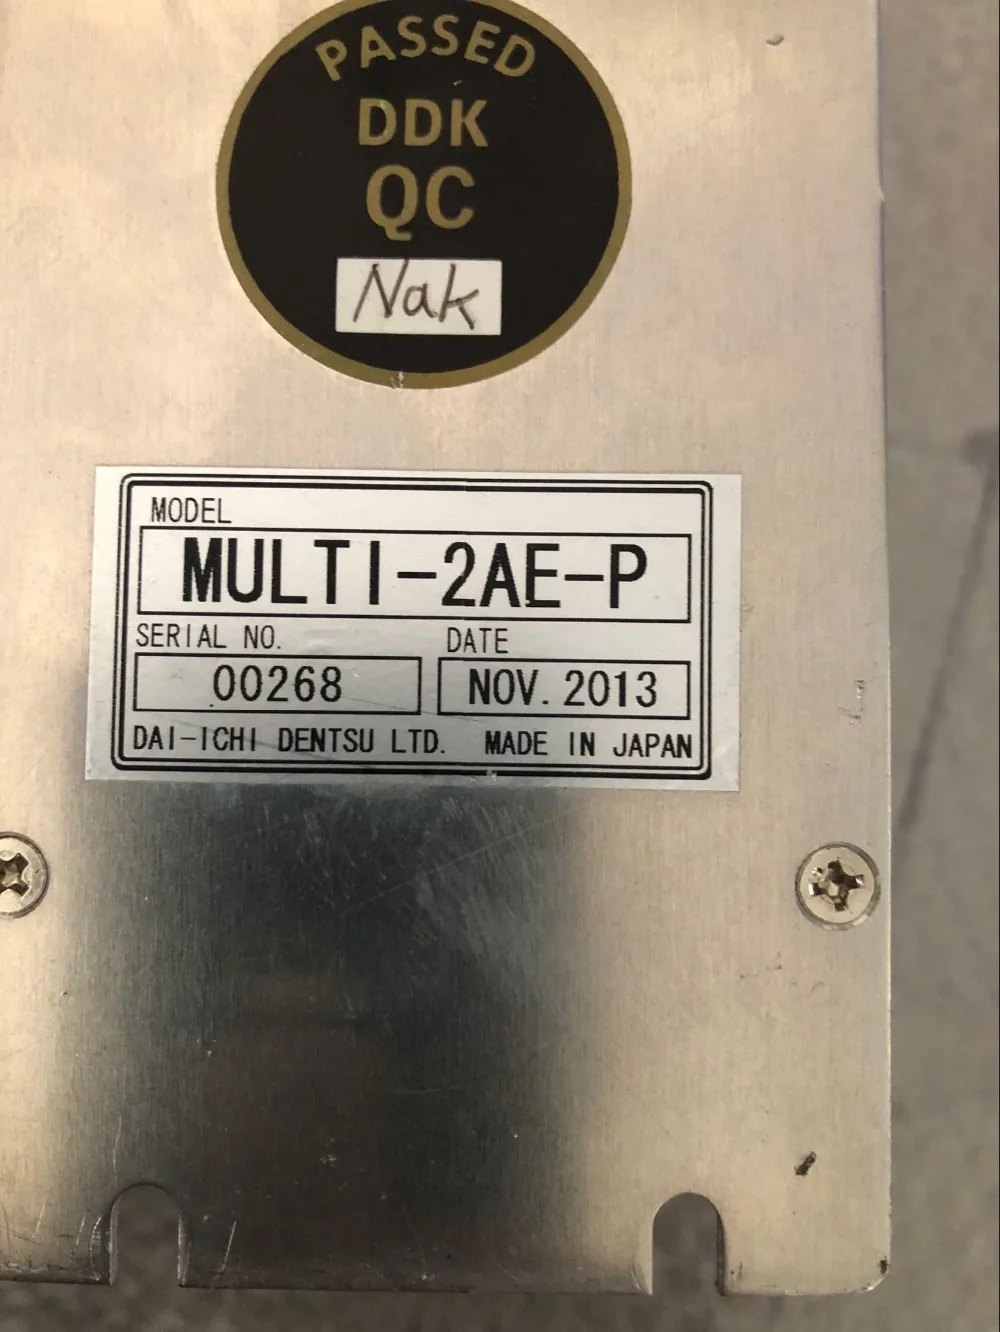 PASSED
DDK
QC
Nak
MODEL
MULTI-2AE-P
SERIAL NO. DATE
00268 NOV. 2013
DAI-ICHI DENTSU LTD. MADE IN JAPAN